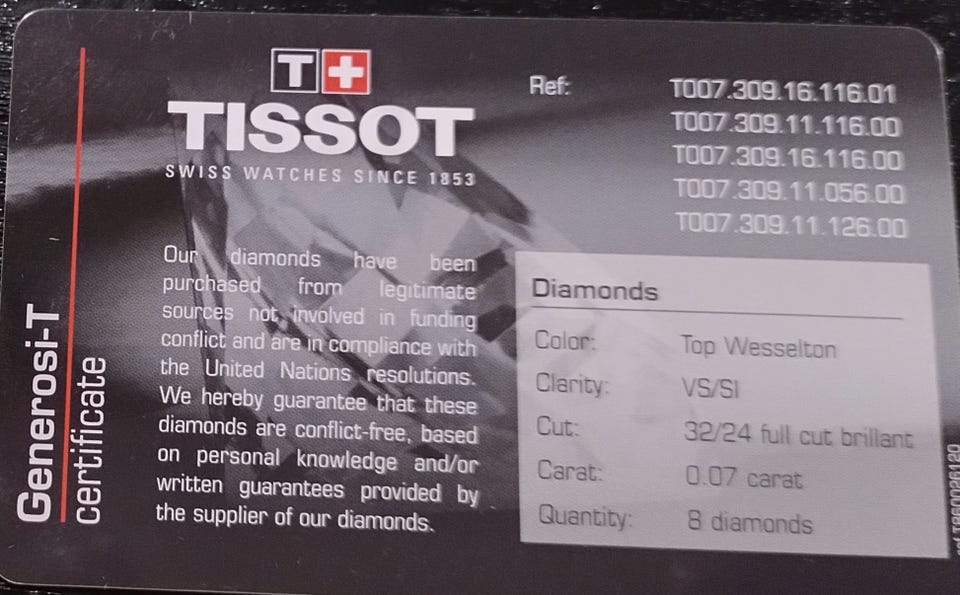 Generosi-T
certificate
T+
TISSOT
SWISS WATCHES SINCE 1853
Our diamonds have been
purchased from legitimate
sources not involved in funding
conflict and are in compliance with
the United Nations resolutions.
We hereby guarantee that these
diamonds are conflict-free, based
on personal knowledge and/or
written guarantees provided by
the supplier of our diamonds.
Ref: T007.309.16.116.01
T007.309.11.116.00
T007.309.16.116.00
T007.309.11.056.00
T007.309.11.126.00
Diamonds
Color: Top Wesselton
Clarity: VS/SI
Cut: 32/24 full cut brillant
Carat: 0.07 carat
Quantity: 8 diamonds